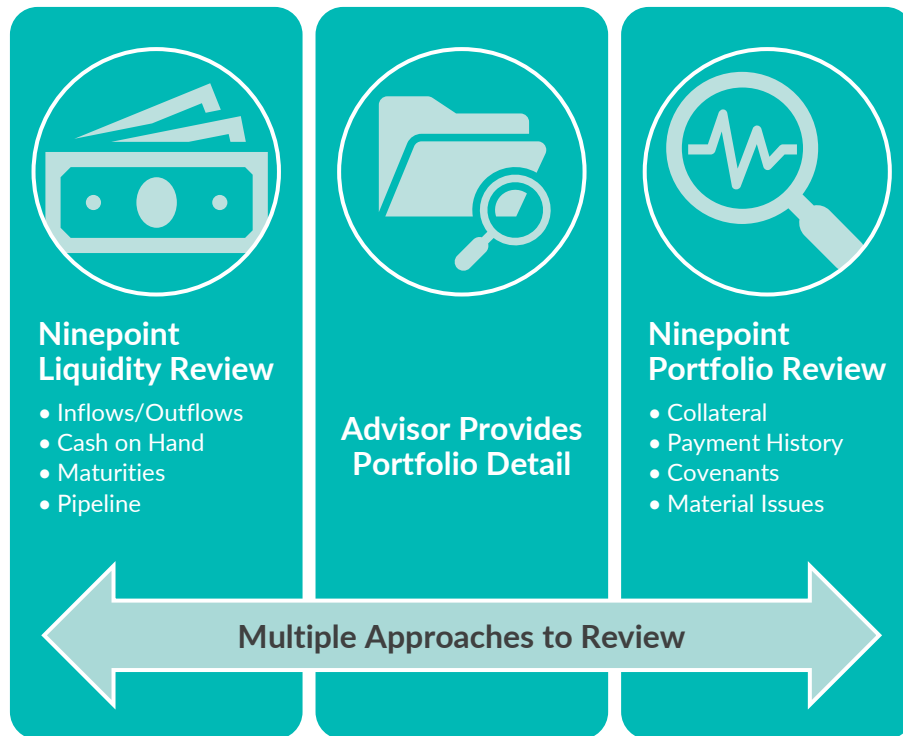 Ninepoint
Liquidity Review
• Inflows/Outflows
• Cash on Hand
• Maturities
• Pipeline
Advisor Provides
Portfolio Detail
Ninepoint
Portfolio Review
• Collateral
• Payment History
• Covenants
• Material Issues
Multiple Approaches to Review